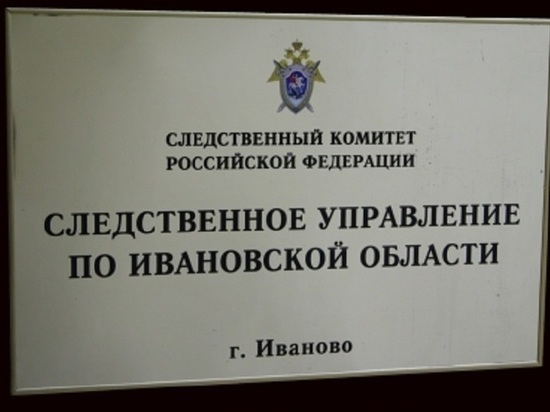 СЛЕДСТВЕННЫЙ КОМИТЕТ
РОССИЙСКОЙ ФЕДЕРАЦИИ
СЛЕДСТВЕННОЕ УПРАВЛЕНИЕ
ПО ИВАНОВСКОЙ ОБЛАСТИ
г. Иваново